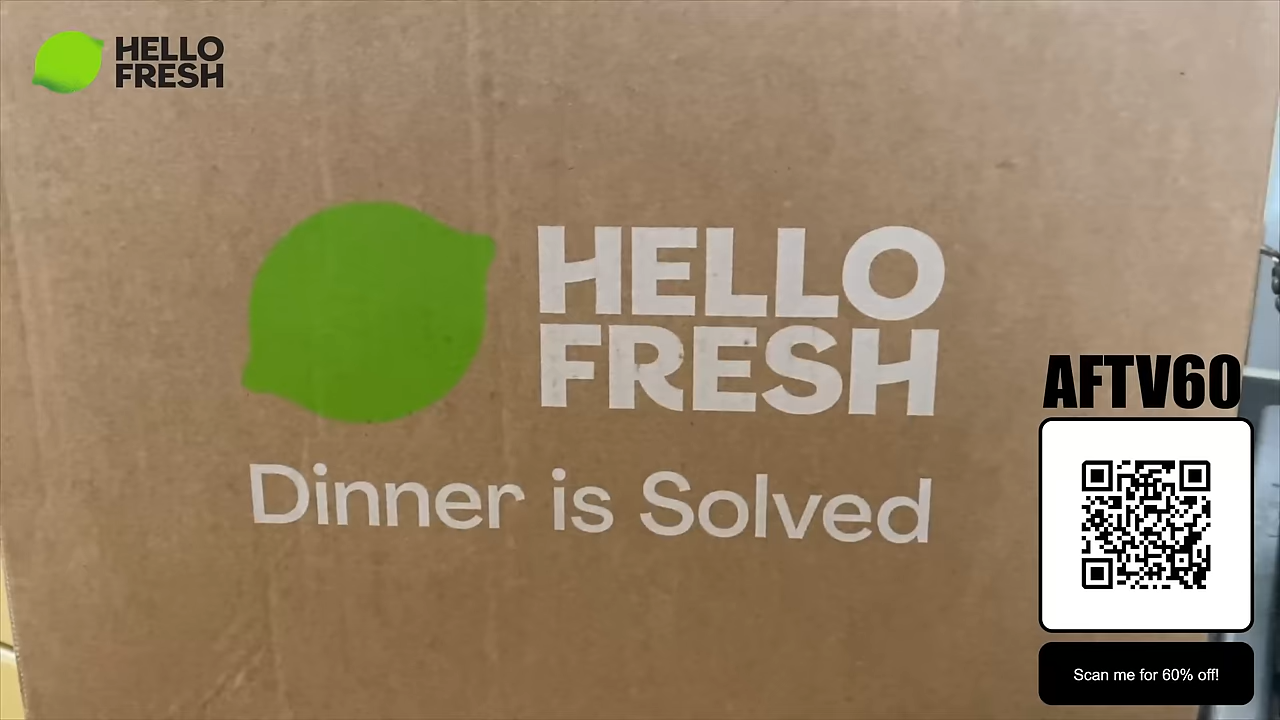 HELLO
FRESH
HELLO
FRESH
Dinner is Solved
AFTV60
Scan me for 60% off!